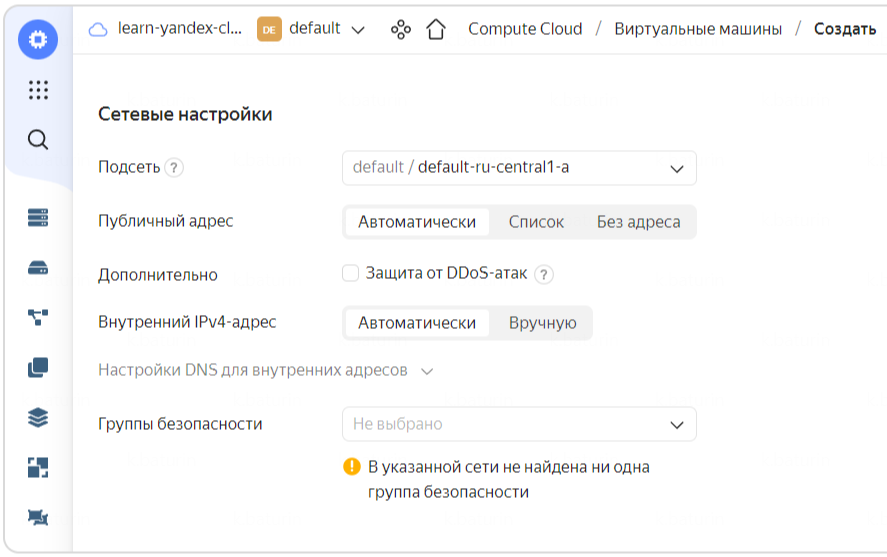 learn-yandex-cl... DE default Compute Cloud / Виртуальные машины / Создать
Сетевые настройки
Подсеть ? default / default-ru-central1-a
Публичный адрес Автоматически Список Без адреса
Дополнительно Защита от DDoS-атак ?
Внутренний IPv4-адрес Автоматически Вручную
Настройки DNS для внутренних адресов
Группы безопасности Не выбрано
! В указанной сети не найдена ни одна
группа безопасности